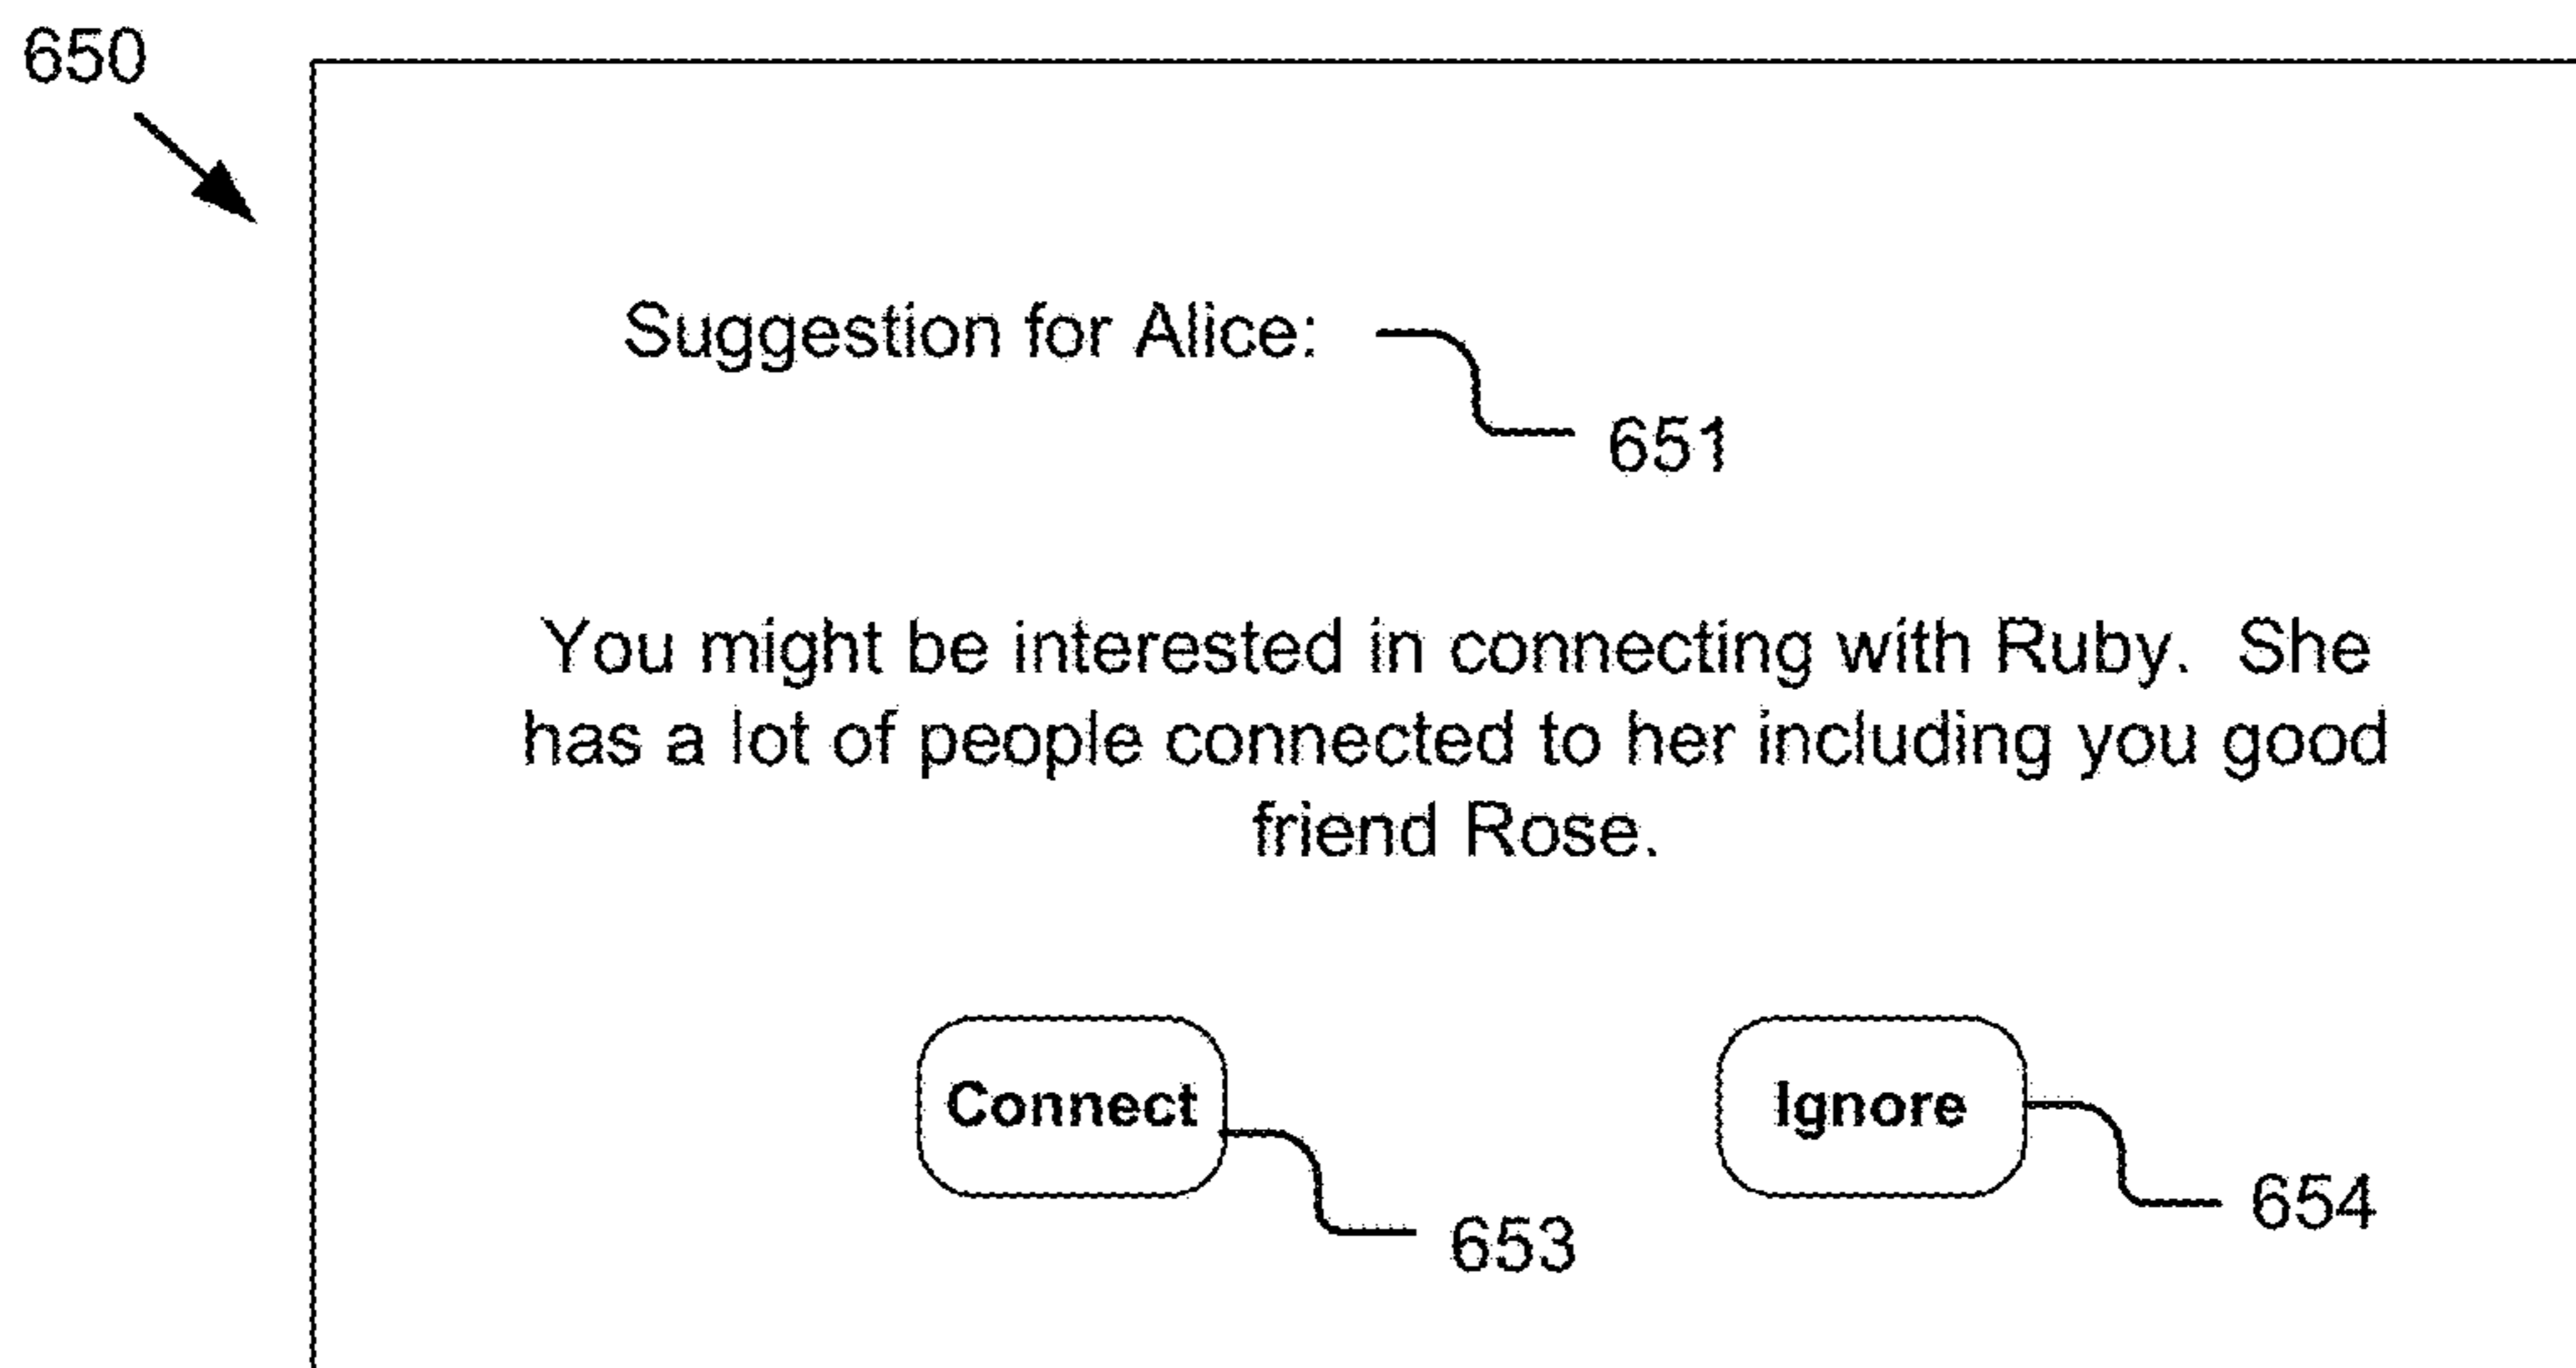 650
Suggestion for Alice:
651
You might be interested in connecting with Ruby. She
has a lot of people connected to her including you good
friend Rose.
Connect
Ignore
653
654